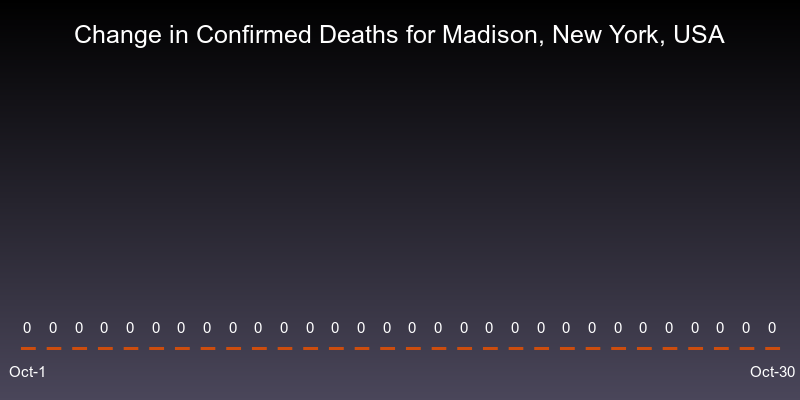 Change in Confirmed Deaths for Madison, New York, USA
0 0 0 0 0 0 0 0 0 0 0 0 0 0 0 0 0 0 0 0 0 0 0 0 0 0 0 0 0 0
Oct-1 Oct-30